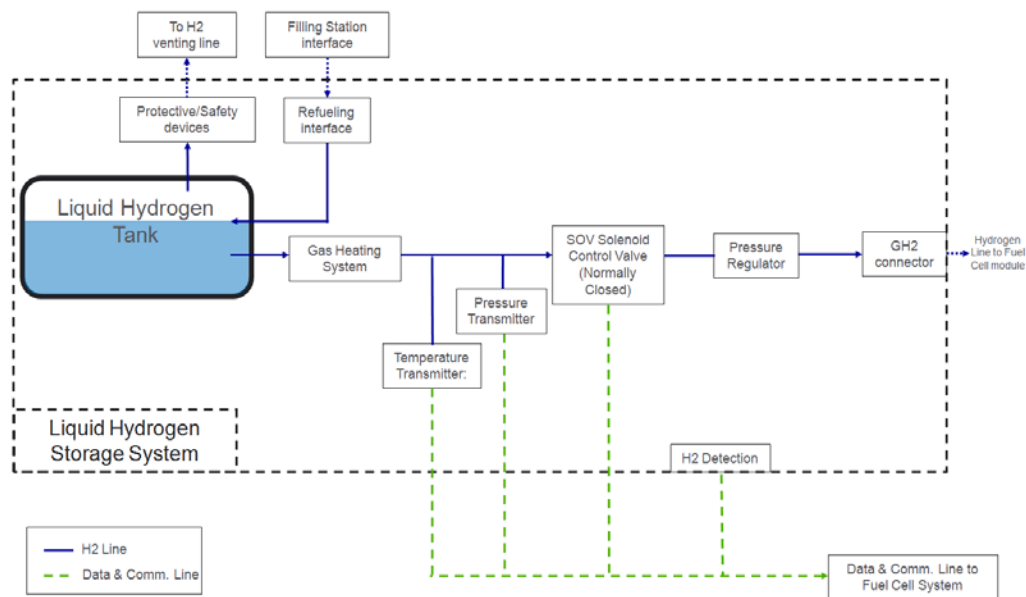 To H2
venting line
Filling Station
interface
Protective/Safety
devices
Refueling
interface
Liquid Hydrogen
Tank
Gas Heating
System
SOV Solenoid
Control Valve
(Normally
Closed)
Pressure
Regulator
GH2
connector
Hydrogen
Line to Fuel
Cell module
Pressure
Transmitter
Temperature
Transmitter:
Liquid Hydrogen
Storage System
H2 Detection
H2 Line
Data & Comm. Line
Data & Comm. Line to
Fuel Cell System